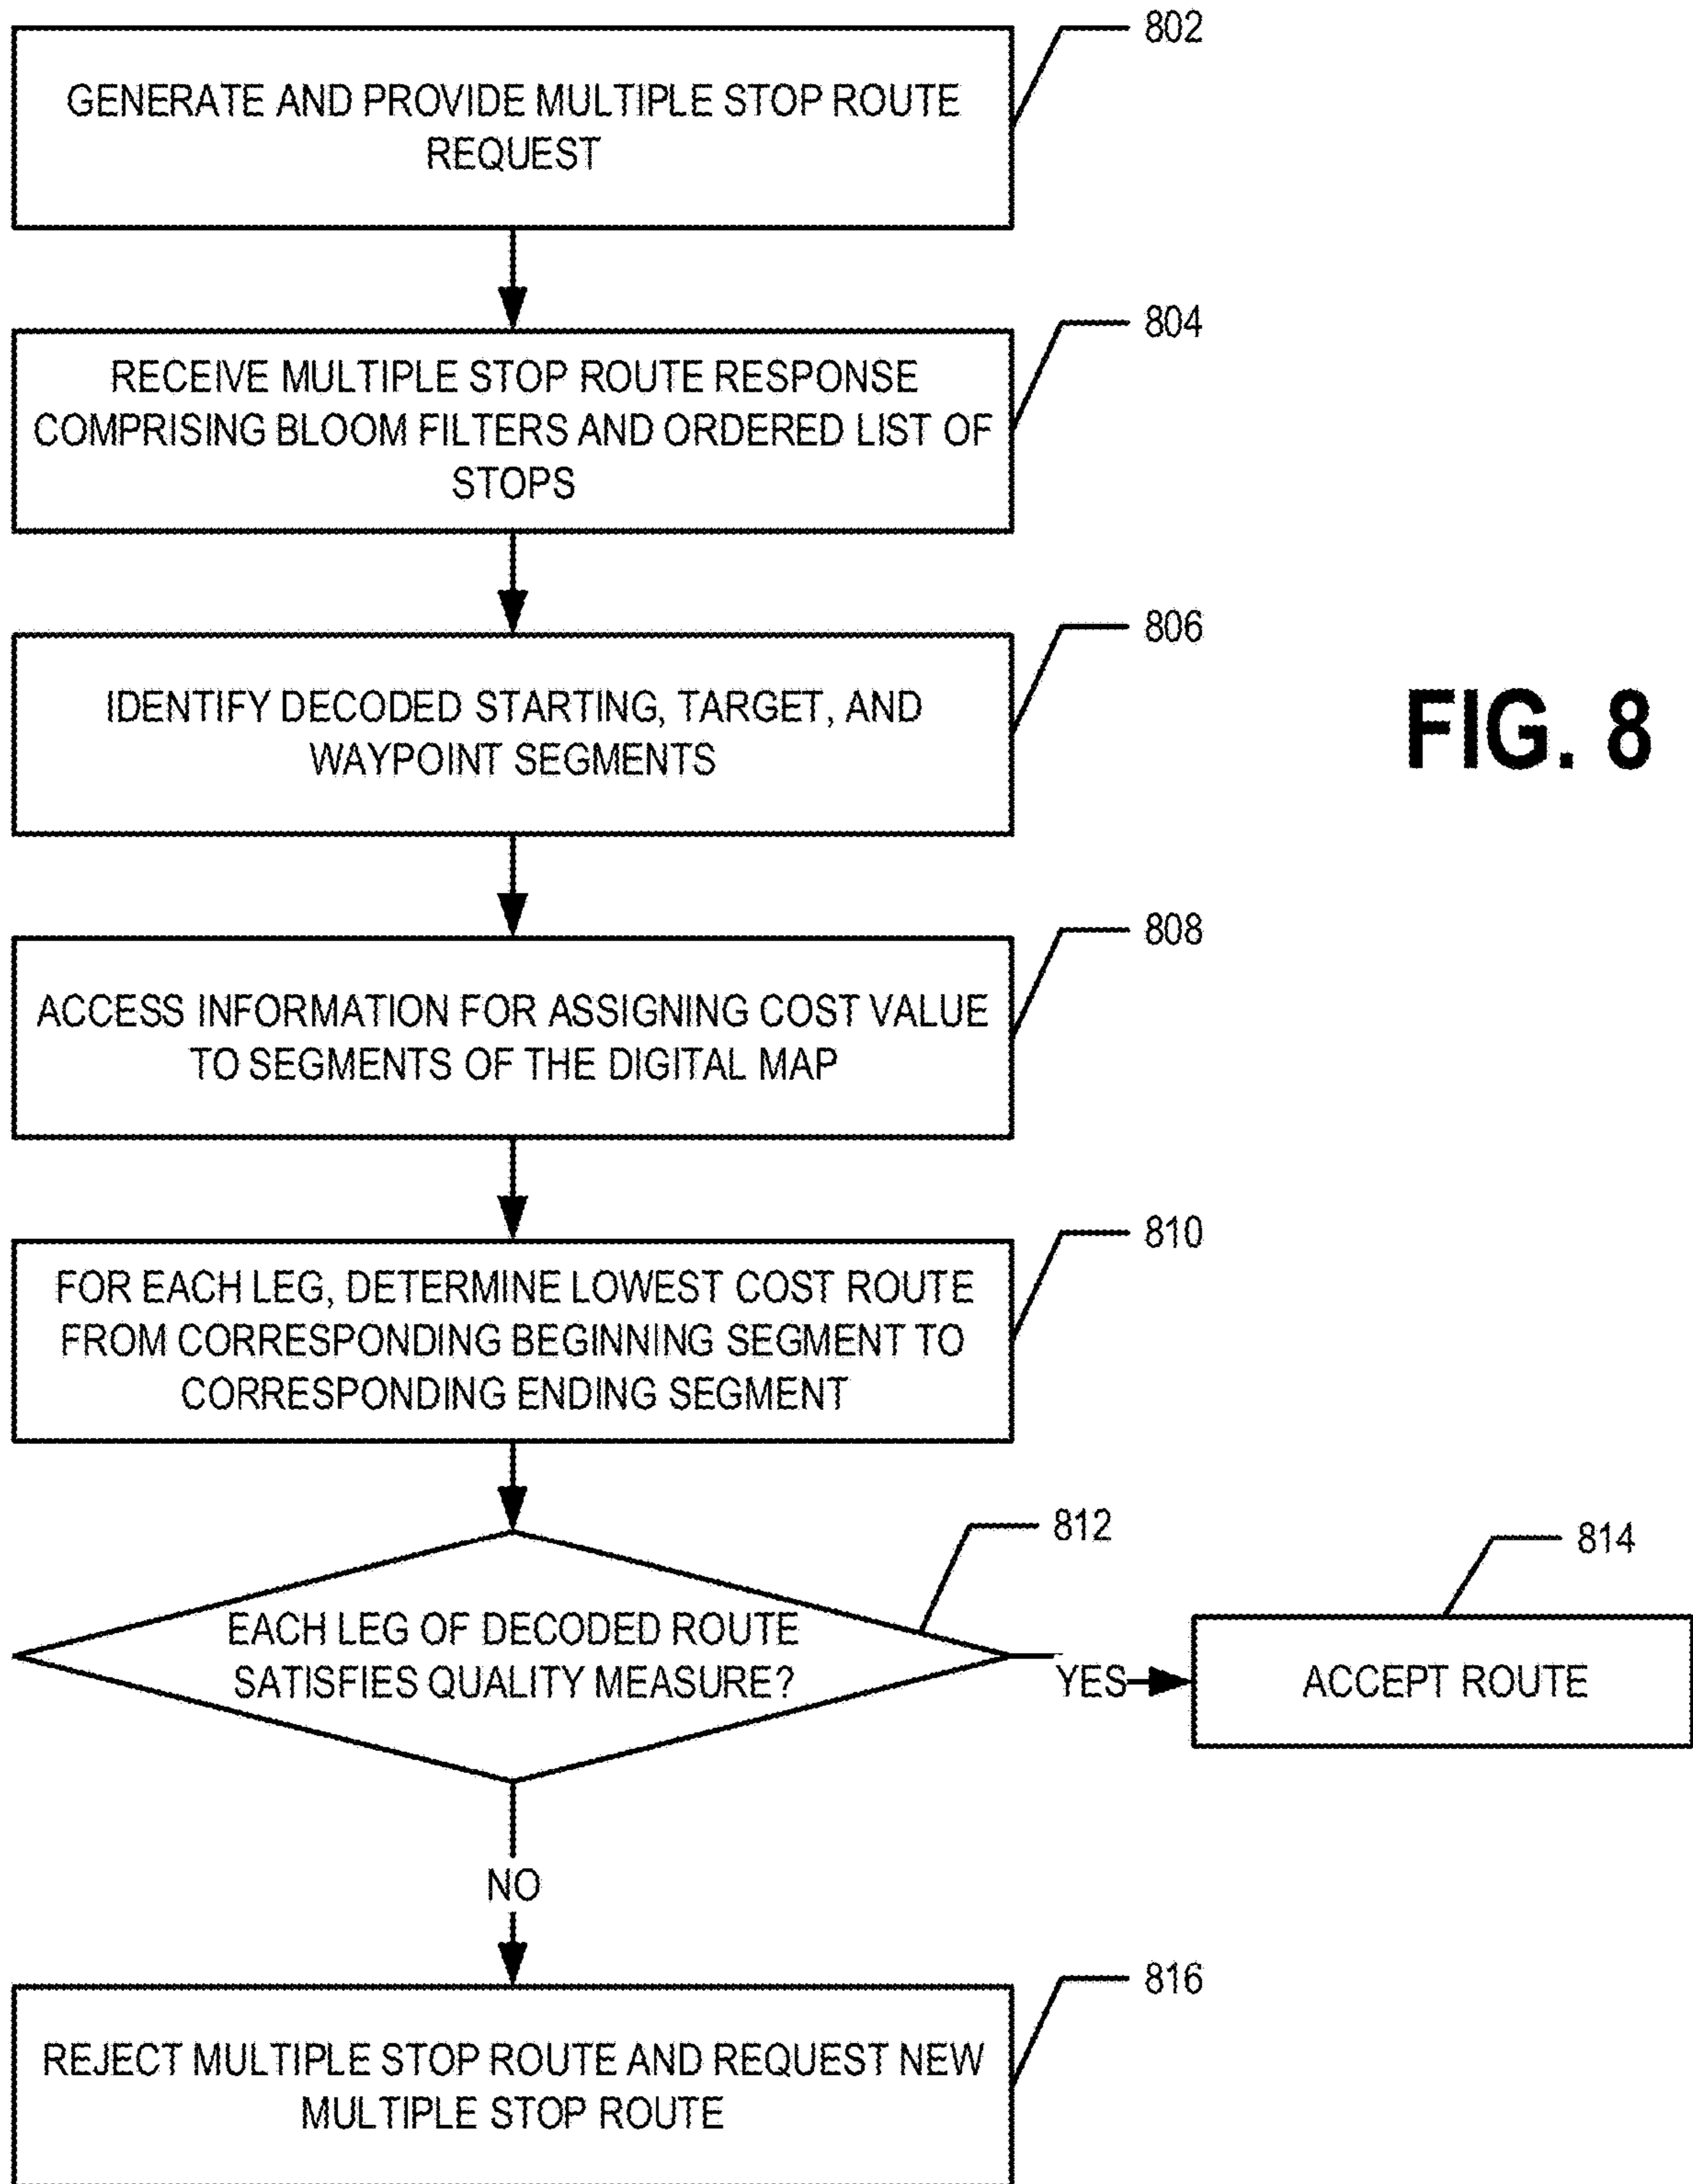 802
GENERATE AND PROVIDE MULTIPLE STOP ROUTE
REQUEST
804
RECEIVE MULTIPLE STOP ROUTE RESPONSE
COMPRISING BLOOM FILTERS AND ORDERED LIST OF
STOPS
806
IDENTIFY DECODED STARTING, TARGET, AND
WAYPOINT SEGMENTS
FIG. 8
808
ACCESS INFORMATION FOR ASSIGNING COST VALUE
TO SEGMENTS OF THE DIGITAL MAP
810
FOR EACH LEG, DETERMINE LOWEST COST ROUTE
FROM CORRESPONDING BEGINNING SEGMENT TO
CORRESPONDING ENDING SEGMENT
812
814
EACH LEG OF DECODED ROUTE
SATISFIES QUALITY MEASURE?
YES
ACCEPT ROUTE
NO
816
REJECT MULTIPLE STOP ROUTE AND REQUEST NEW
MULTIPLE STOP ROUTE